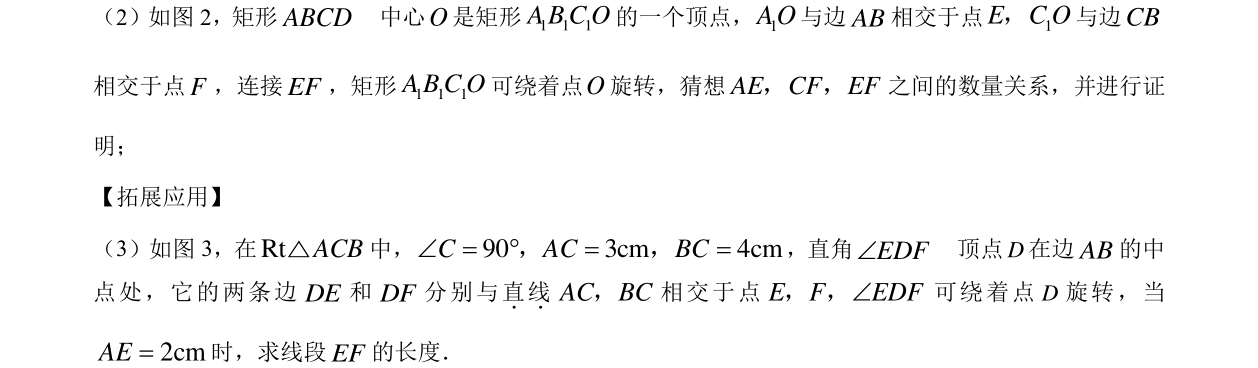 （2）如图 2，矩形 ABCD 中心 O 是矩形 A₁B₁C₁O 的一个顶点，A₁O 与边 AB 相交于点 E，C₁O 与边 CB
相交于点 F ，连接 EF ，矩形 A₁B₁C₁O 可绕着点 O 旋转，猜想 AE，CF，EF 之间的数量关系，并进行证
明；
【拓展应用】
（3）如图 3，在 Rt△ACB 中，∠C = 90°，AC = 3cm，BC = 4cm，直角 ∠EDF 顶点 D 在边 AB 的中
点处，它的两条边 DE 和 DF 分别与直线 AC，BC 相交于点 E，F，∠EDF 可绕着点 D 旋转，当
AE = 2cm 时，求线段 EF 的长度．